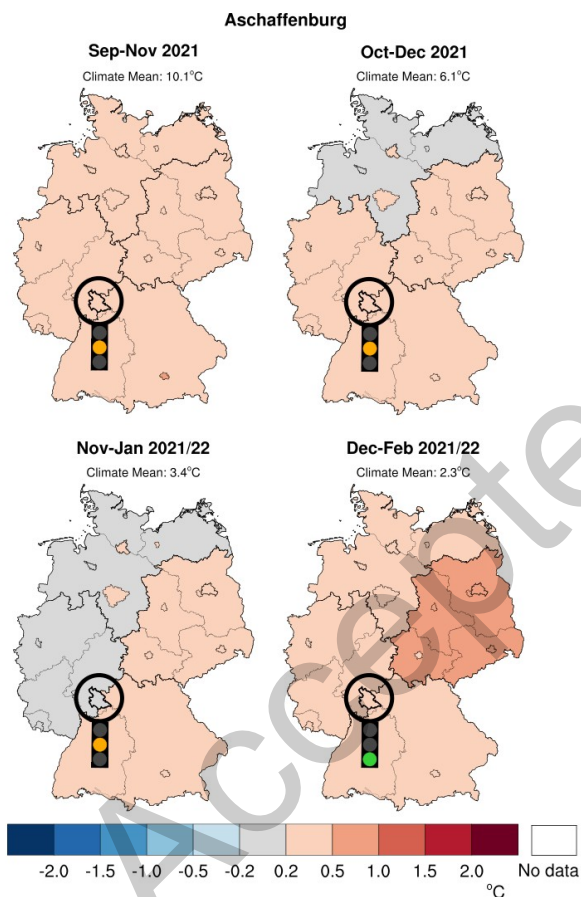 Aschaffenburg
Sep-Nov 2021
Climate Mean: 10.1°C
Oct-Dec 2021
Climate Mean: 6.1°C
Nov-Jan 2021/22
Climate Mean: 3.4°C
Dec-Feb 2021/22
Climate Mean: 2.3°C
Accepte
-2.0 -1.5 -1.0 -0.5 -0.2 0.2 0.5 1.0 1.5 2.0 No data
°C